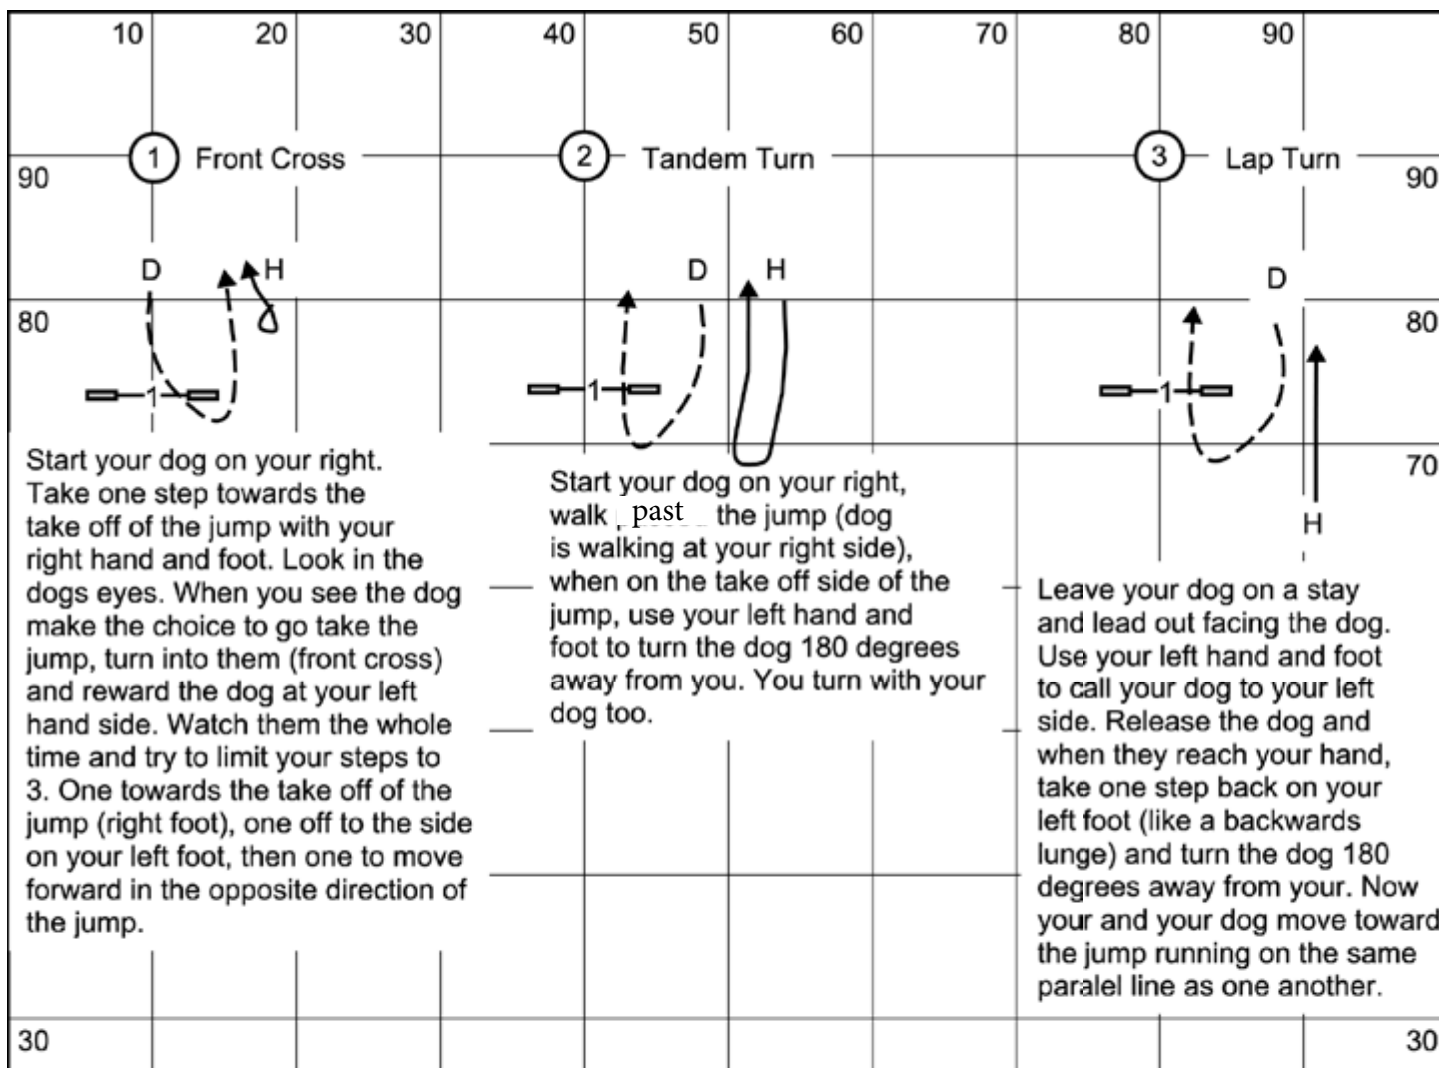 10 20 30 40 50 60 70 80 90
1 Front Cross
2 Tandem Turn
3 Lap Turn
90 90
D H
D H
D
80 80
1
1
1
70
H
Start your dog on your right.
Take one step towards the
take off of the jump with your
right hand and foot. Look in the
dogs eyes. When you see the dog
make the choice to go take the
jump, turn into them (front cross)
and reward the dog at your left
hand side. Watch them the whole
time and try to limit your steps to
3. One towards the take off of the
jump (right foot), one off to the side
on your left foot, then one to move
forward in the opposite direction of
the jump.
Start your dog on your right,
walk past the jump (dog
is walking at your right side),
when on the take off side of the
jump, use your left hand and
foot to turn the dog 180 degrees
away from you. You turn with your
dog too.
Leave your dog on a stay
and lead out facing the dog.
Use your left hand and foot
to call your dog to your left
side. Release the dog and
when they reach your hand,
take one step back on your
left foot (like a backwards
lunge) and turn the dog 180
degrees away from your. Now
your and your dog move toward
the jump running on the same
paralel line as one another.
30 30